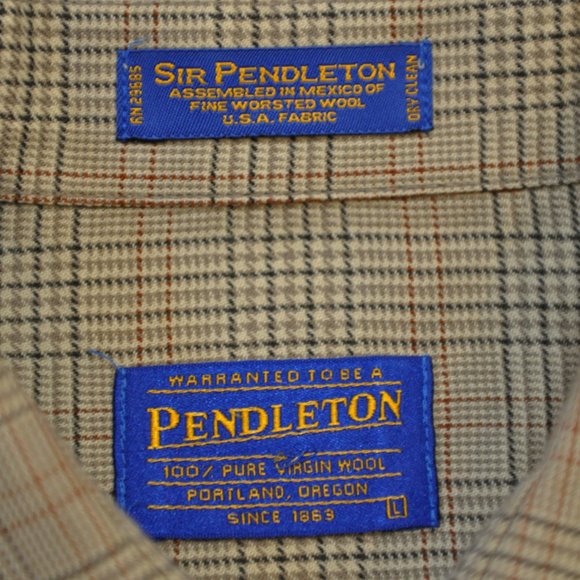 SIR PENDLETON
ASSEMBLED IN MEXICO OF
FINE WORSTED WOOL
U.S.A. FABRIC
RN 29685
DRY CLEAN
WARRANTED TO BE A
PENDLETON
100% PURE VIRGIN WOOL
PORTLAND, OREGON
SINCE 1863
L